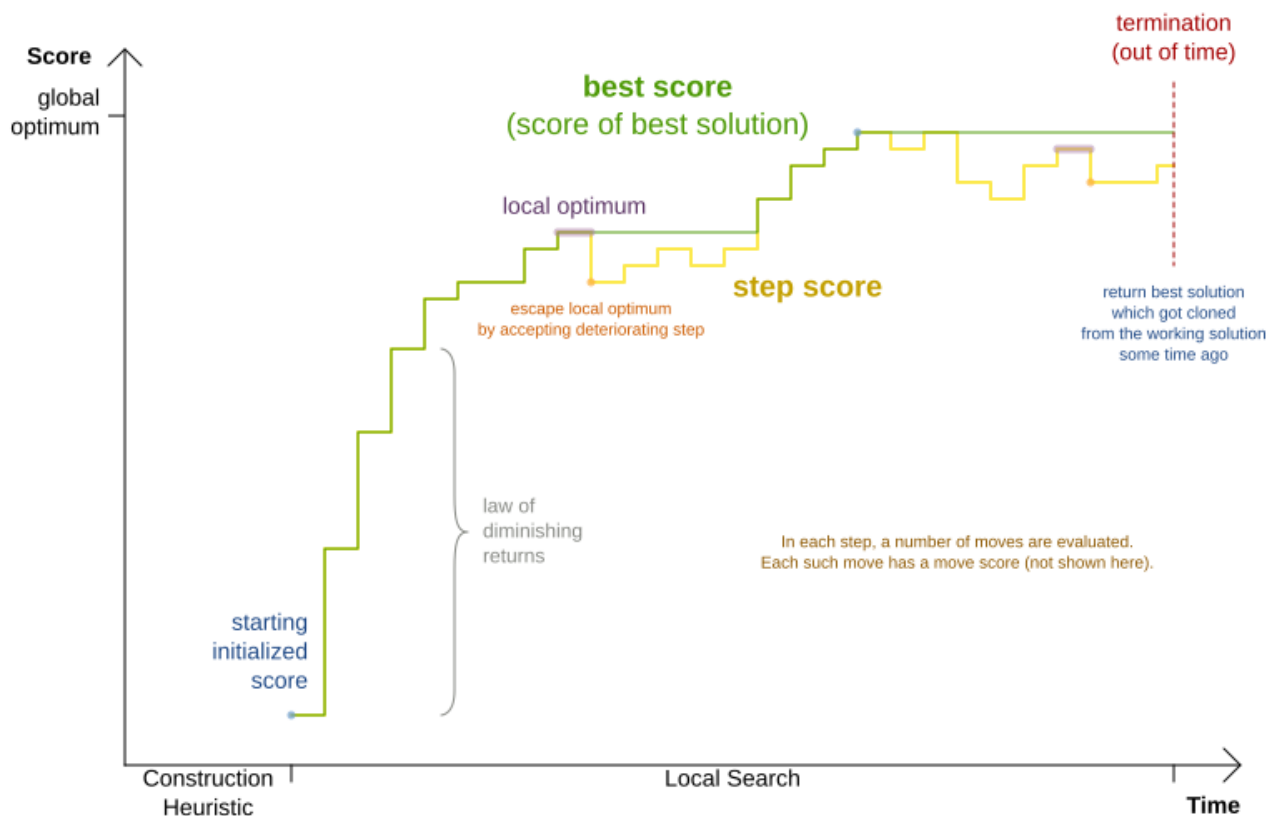 termination
(out of time)
Score
global
optimum
best score
(score of best solution)
local optimum
step score
escape local optimum
by accepting deteriorating step
return best solution
which got cloned
from the working solution
some time ago
law of
diminishing
returns
In each step, a number of moves are evaluated.
Each such move has a move score (not shown here).
starting
initialized
score
Construction
Heuristic
Local Search
Time